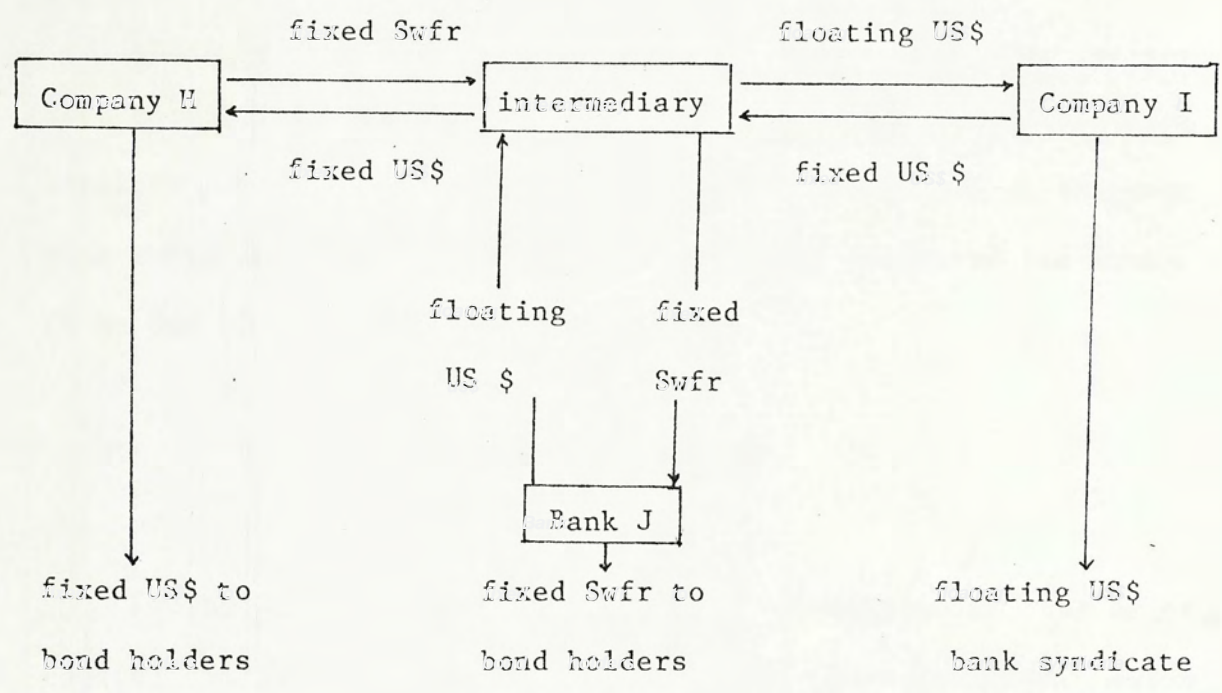 fixed Swfr
floating US$
Company H
intermediary
Company I
fixed US$
fixed US $
floating
fixed
US $
Swfr
Bank J
fixed US$ to
fixed Swfr to
floating US$
bond holders
bond holders
bank syndicate